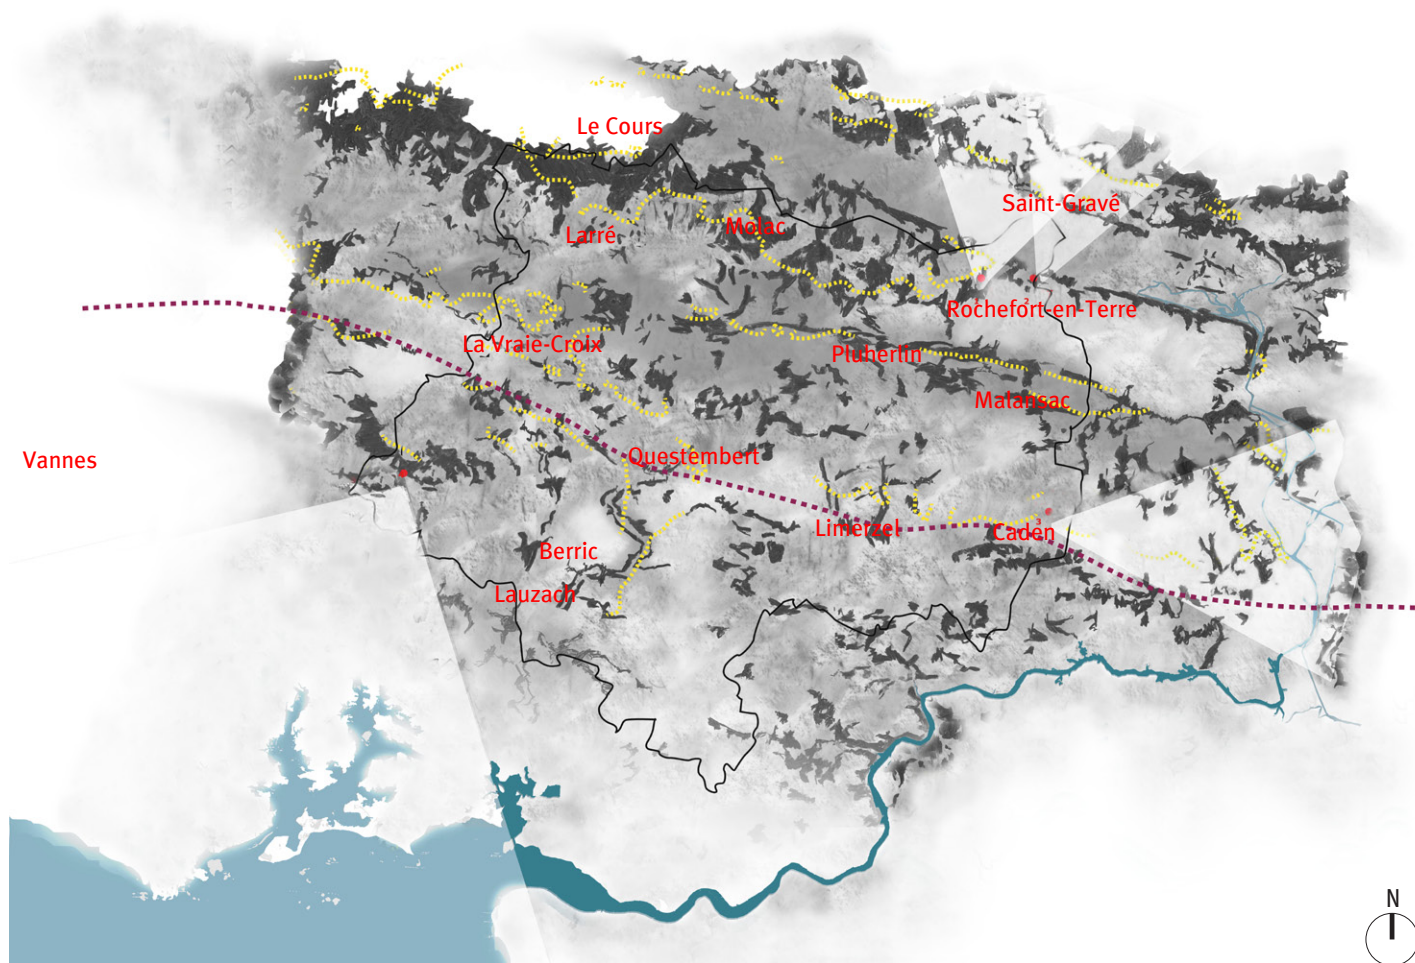 Le Cours
Saint-Gravé
Molac
Larré
Rochefort-en-Terre
La Vraie-Croix
Pluherlin
Malansac
Vannes
Questembert
Limerzel
Caden
Berric
Lauzach
N